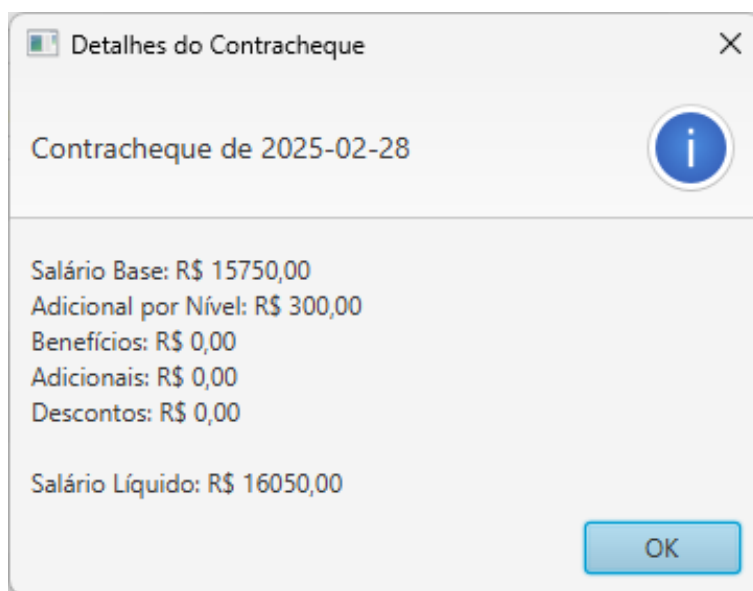 Detalhes do Contracheque
Contracheque de 2025-02-28
i
Salário Base: R$ 15750,00
Adicional por Nível: R$ 300,00
Benefícios: R$ 0,00
Adicionais: R$ 0,00
Descontos: R$ 0,00
Salário Líquido: R$ 16050,00
OK